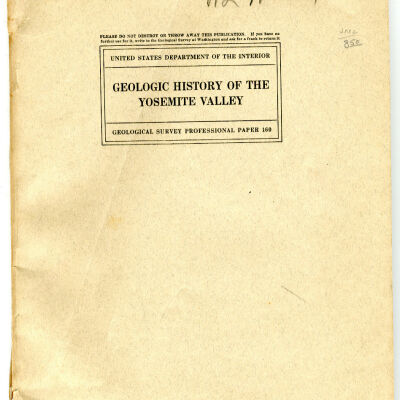 PLEASE DO NOT DESTROY OR THROW AWAY THIS PUBLICATION. If you have no
further use for it, write to the Geological Survey at Washington and ask for a frank to return it
UNITED STATES DEPARTMENT OF THE INTERIOR
GEOLOGIC HISTORY OF THE
YOSEMITE VALLEY
GEOLOGICAL SURVEY PROFESSIONAL PAPER 160